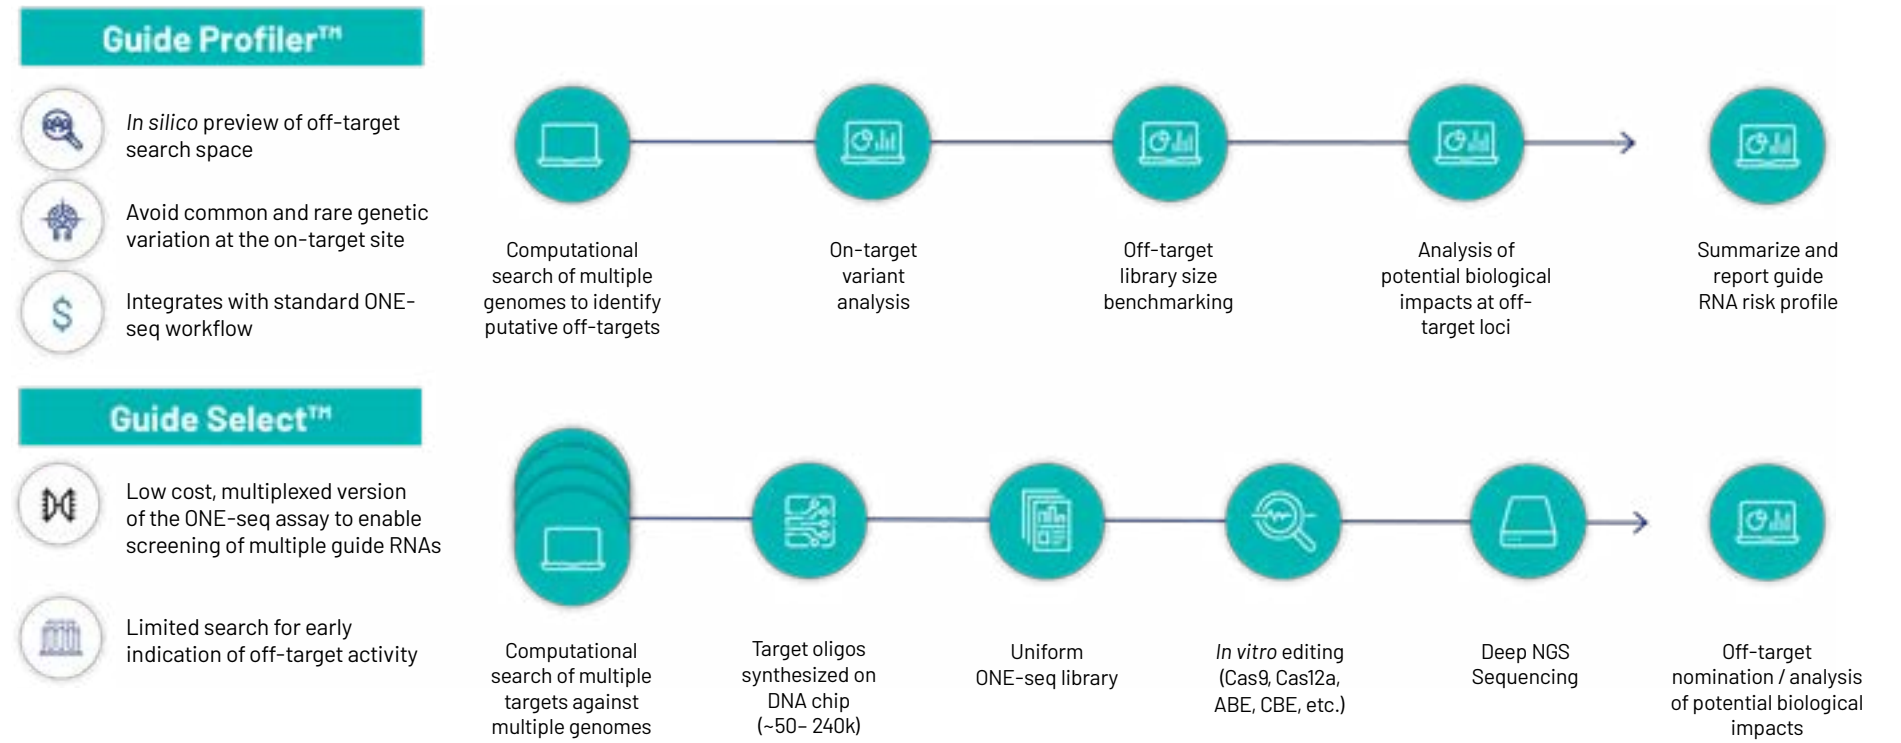 Guide Profiler™
In silico preview of off-target
search space
Avoid common and rare genetic
variation at the on-target site
Integrates with standard ONE-
seq workflow
Computational
search of multiple
genomes to identify
putative off-targets
On-target
variant
analysis
Off-target
library size
benchmarking
Analysis of
potential biological
impacts at off-
target loci
Summarize and
report guide
RNA risk profile
Guide Select™
Low cost, multiplexed version
of the ONE-seq assay to enable
screening of multiple guide RNAs
Limited search for early
indication of off-target activity
Computational
search of multiple
targets against
multiple genomes
Target oligos
synthesized on
DNA chip
(~50– 240k)
Uniform
ONE-seq library
In vitro editing
(Cas9, Cas12a,
ABE, CBE, etc.)
Deep NGS
Sequencing
Off-target
nomination / analysis
of potential biological
impacts